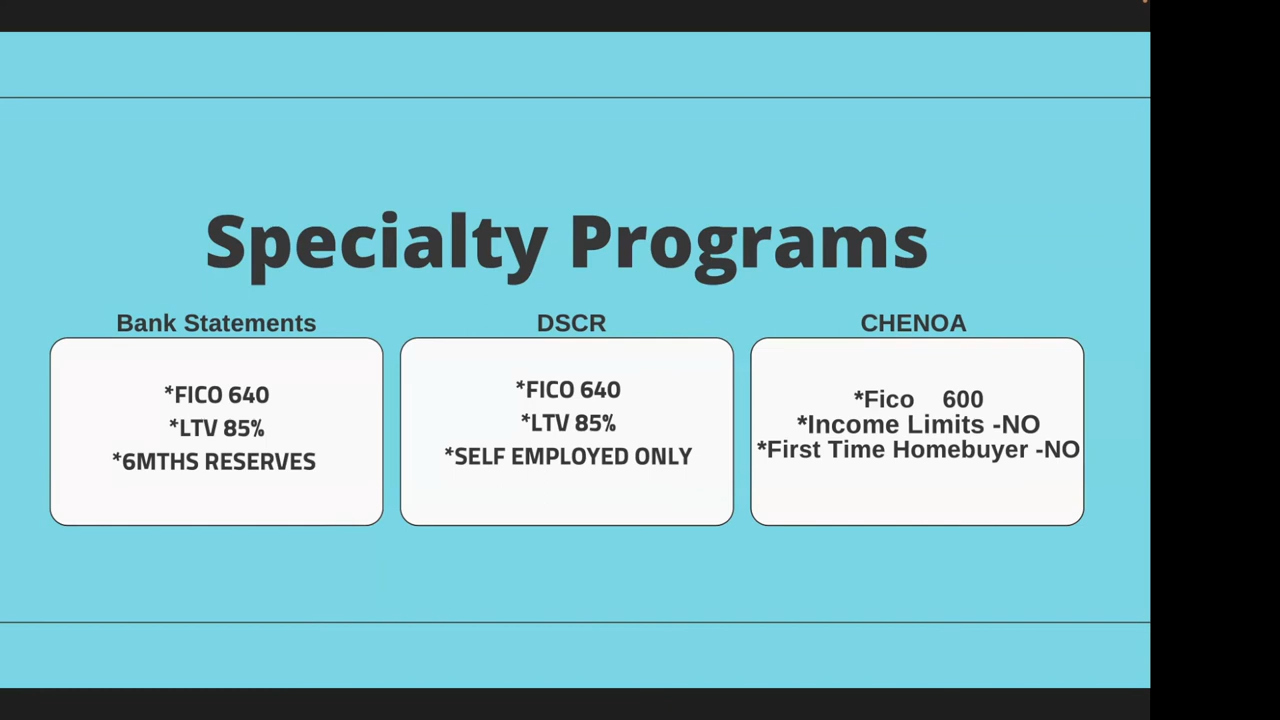 Specialty Programs
Bank Statements
*FICO 640
*LTV 85%
*6MTHS RESERVES
DSCR
*FICO 640
*LTV 85%
*SELF EMPLOYED ONLY
CHENOA
*Fico 600
*Income Limits -NO
*First Time Homebuyer -NO